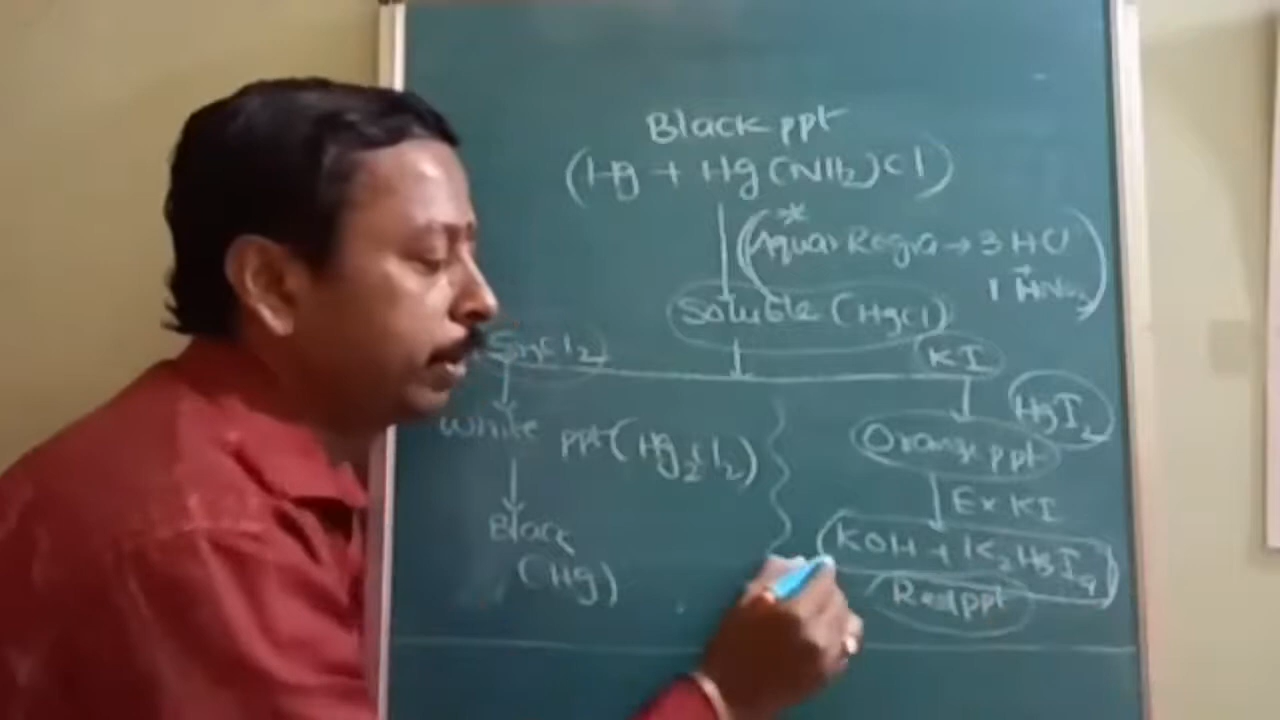 Black ppt
(Hg + Hg(NH2)Cl)
* (Aqua Regia → 3 HCl
1 HNO3)
Soluble (HgCl)
SnCl2
KI
HgI2
White ppt (Hg2Cl2)
Orange ppt
Ex KI
Black
(Hg)
KOH + K2HgI4
Red ppt